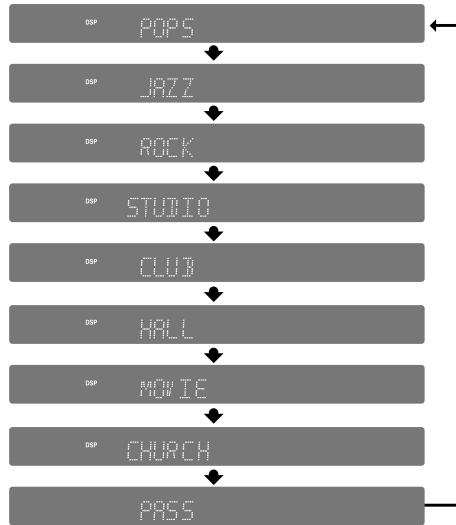 DSP POPS
DSP JAZZ
DSP ROCK
DSP STUDIO
DSP CLUB
DSP HALL
DSP MOVIE
DSP CHURCH
PASS